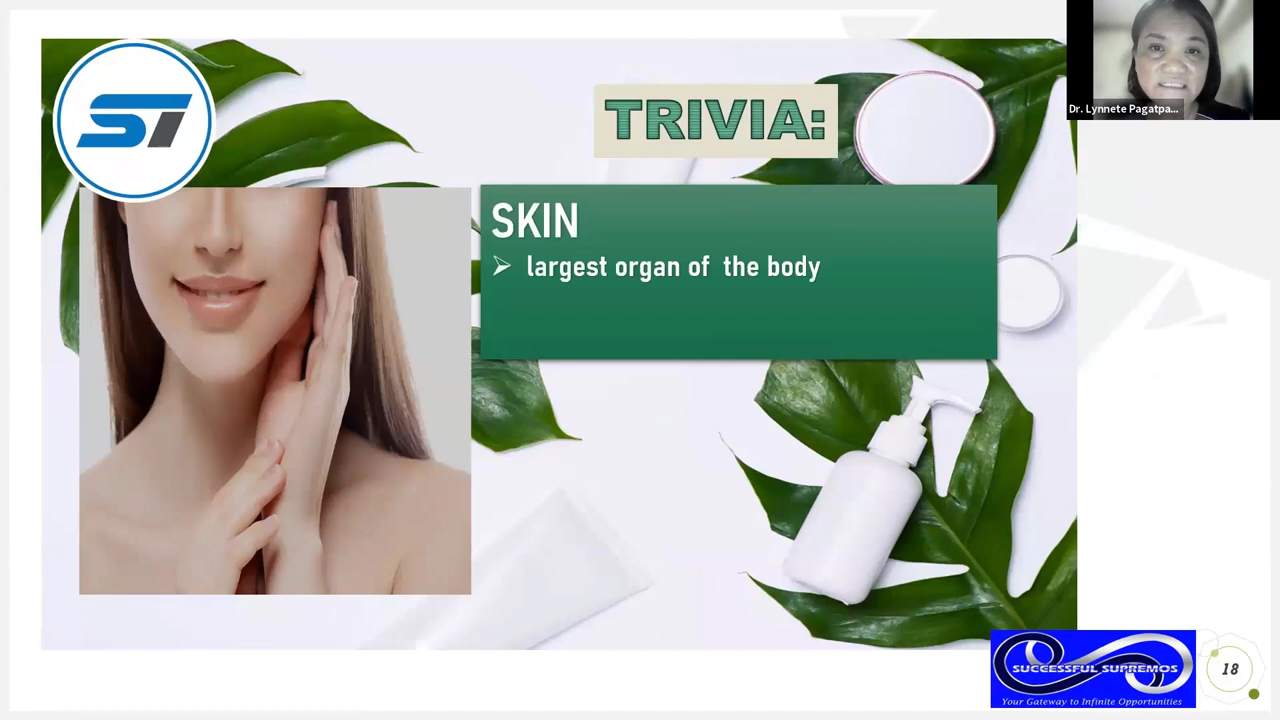 ST
TRIVIA:
Dr. Lynnete Pagatpa...
SKIN
➢ largest organ of the body
SUCCESSFUL SUPREMOS
Your Gateway to Infinite Opportunities
18